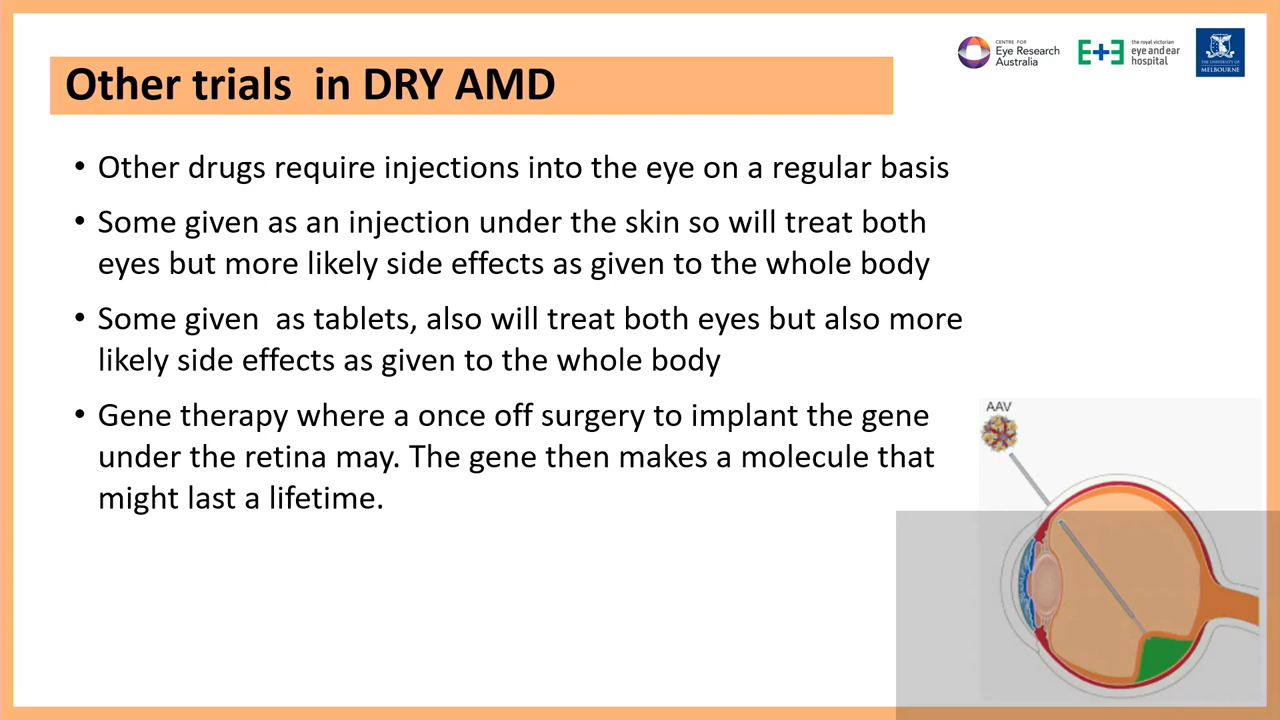 CENTRE FOR
Eye Research
Australia
E+E
the royal victorian
eye and ear
hospital
THE UNIVERSITY OF
MELBOURNE
Other trials in DRY AMD
• Other drugs require injections into the eye on a regular basis
• Some given as an injection under the skin so will treat both
eyes but more likely side effects as given to the whole body
• Some given as tablets, also will treat both eyes but also more
likely side effects as given to the whole body
• Gene therapy where a once off surgery to implant the gene
under the retina may. The gene then makes a molecule that
might last a lifetime.
AAV